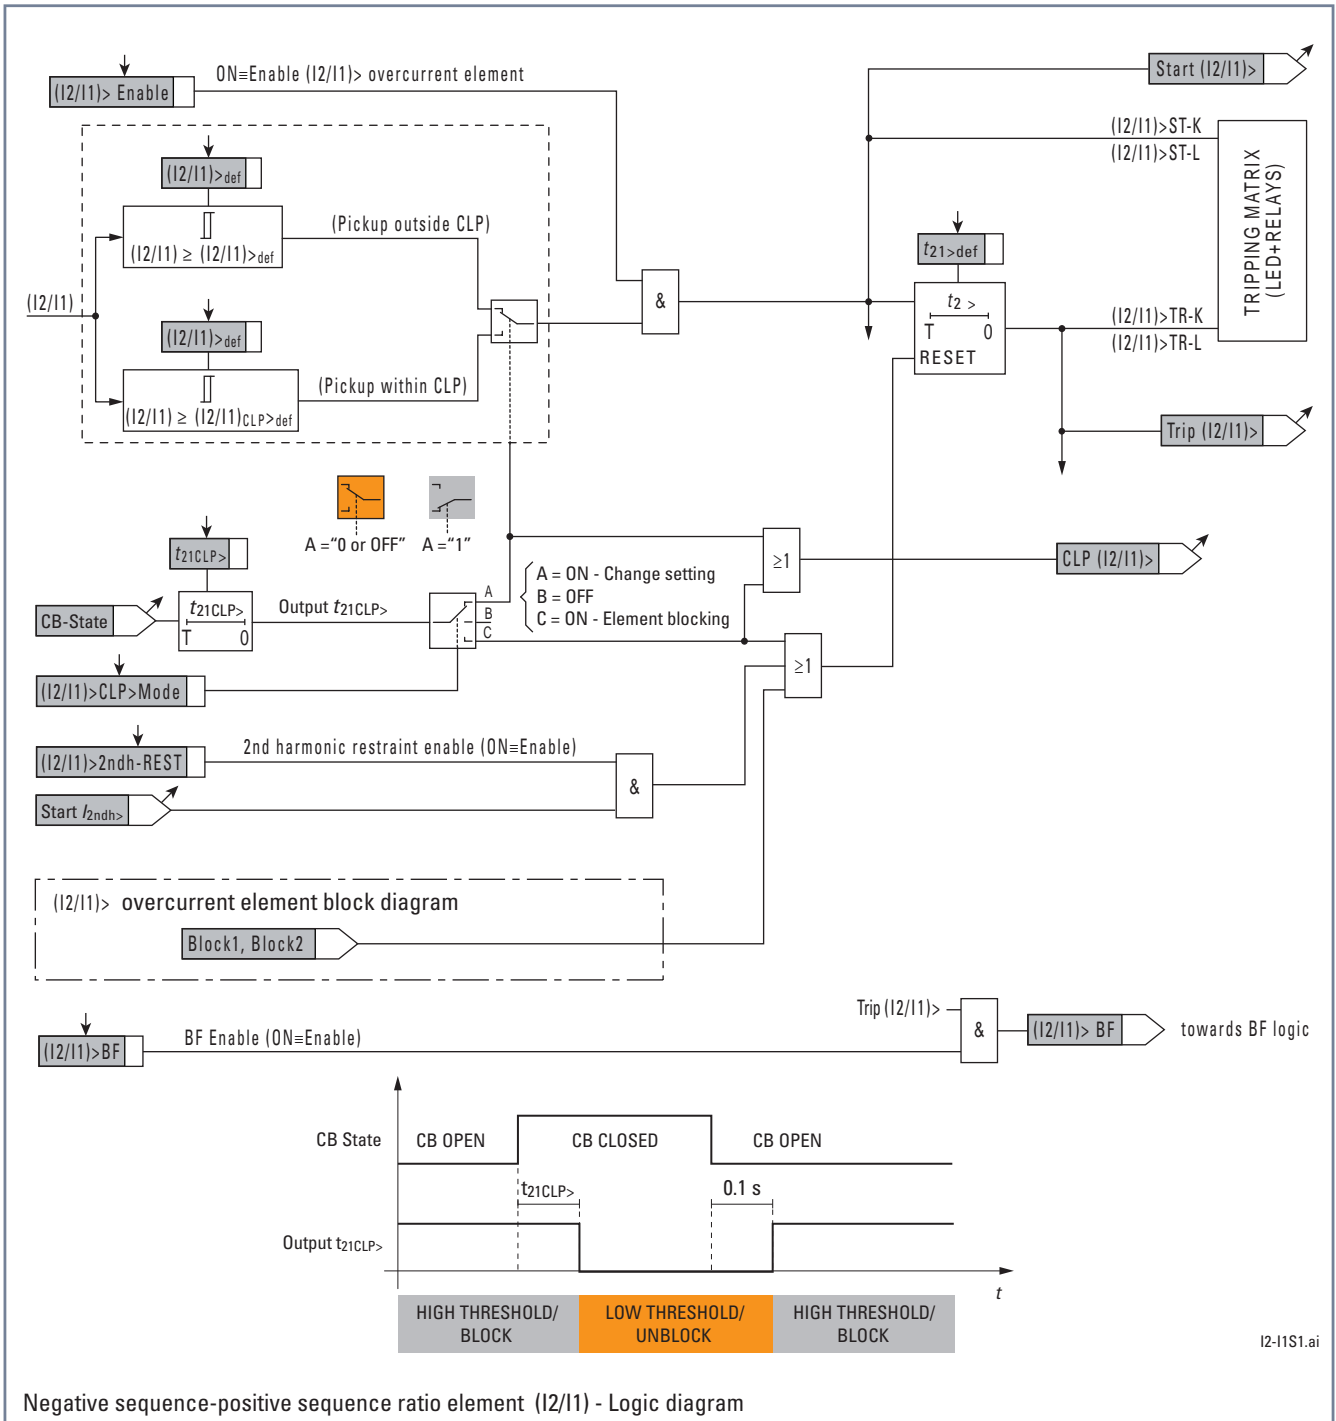 (I2/I1)> Enable
ON≡Enable (I2/I1)> overcurrent element
Start (I2/I1)>
(I2/I1)>ST-K
(I2/I1)>ST-L
TRIPPING MATRIX
(LED+RELAYS)
(I2/I1)>def
(I2/I1) ≥ (I2/I1)>def
(Pickup outside CLP)
(I2/I1)
&
t21>def
t2 >
T 0
RESET
(I2/I1)>TR-K
(I2/I1)>TR-L
(I2/I1)>def
(I2/I1) ≥ (I2/I1)CLP>def
(Pickup within CLP)
Trip (I2/I1)>
A =“0 or OFF”
A =“1”
t21CLP>
≥1
CLP (I2/I1)>
CB-State
t21CLP>
T 0
Output t21CLP>
A
B
C
A = ON - Change setting
B = OFF
C = ON - Element blocking
≥1
(I2/I1)>CLP>Mode
(I2/I1)>2ndh-REST
2nd harmonic restraint enable (ON≡Enable)
&
Start I2ndh>
(I2/I1)> overcurrent element block diagram
Block1, Block2
Trip (I2/I1)>
(I2/I1)>BF
BF Enable (ON≡Enable)
&
(I2/I1)> BF
towards BF logic
CB State
CB OPEN
CB CLOSED
CB OPEN
t21CLP>
0.1 s
Output t21CLP>
t
HIGH THRESHOLD/
BLOCK
LOW THRESHOLD/
UNBLOCK
HIGH THRESHOLD/
BLOCK
I2-I1S1.ai
Negative sequence-positive sequence ratio element (I2/I1) - Logic diagram